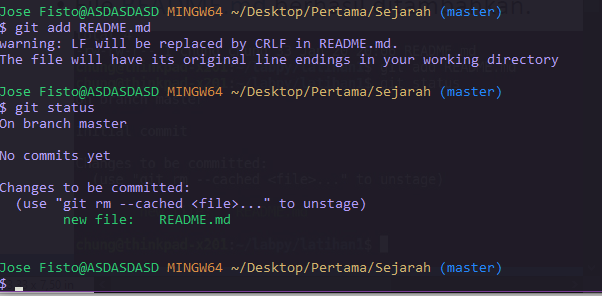 Jose Fisto@ASDASDASD MINGW64 ~/Desktop/Pertama/Sejarah (master)
$ git add README.md
warning: LF will be replaced by CRLF in README.md.
The file will have its original line endings in your working directory

Jose Fisto@ASDASDASD MINGW64 ~/Desktop/Pertama/Sejarah (master)
$ git status
On branch master

No commits yet

Changes to be committed:
  (use "git rm --cached <file>..." to unstage)
        new file:   README.md

Jose Fisto@ASDASDASD MINGW64 ~/Desktop/Pertama/Sejarah (master)
$